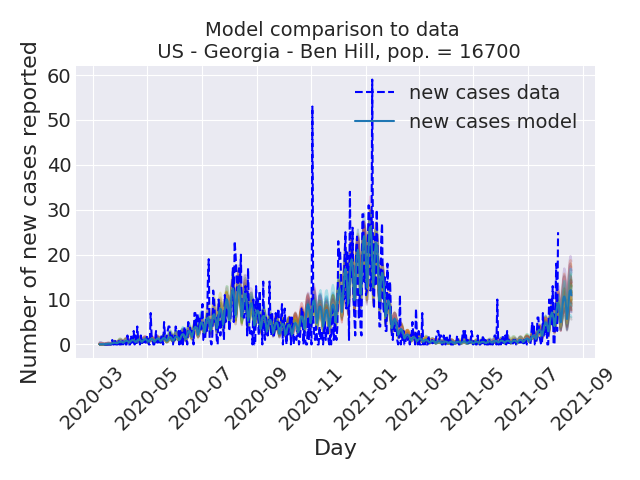 Model comparison to data
US - Georgia - Ben Hill, pop. = 16700
Number of new cases reported
60
50
40
30
20
10
0
new cases data
new cases model
2020-03
2020-05
2020-07
2020-09
2020-11
2021-01
2021-03
2021-05
2021-07
2021-09
Day